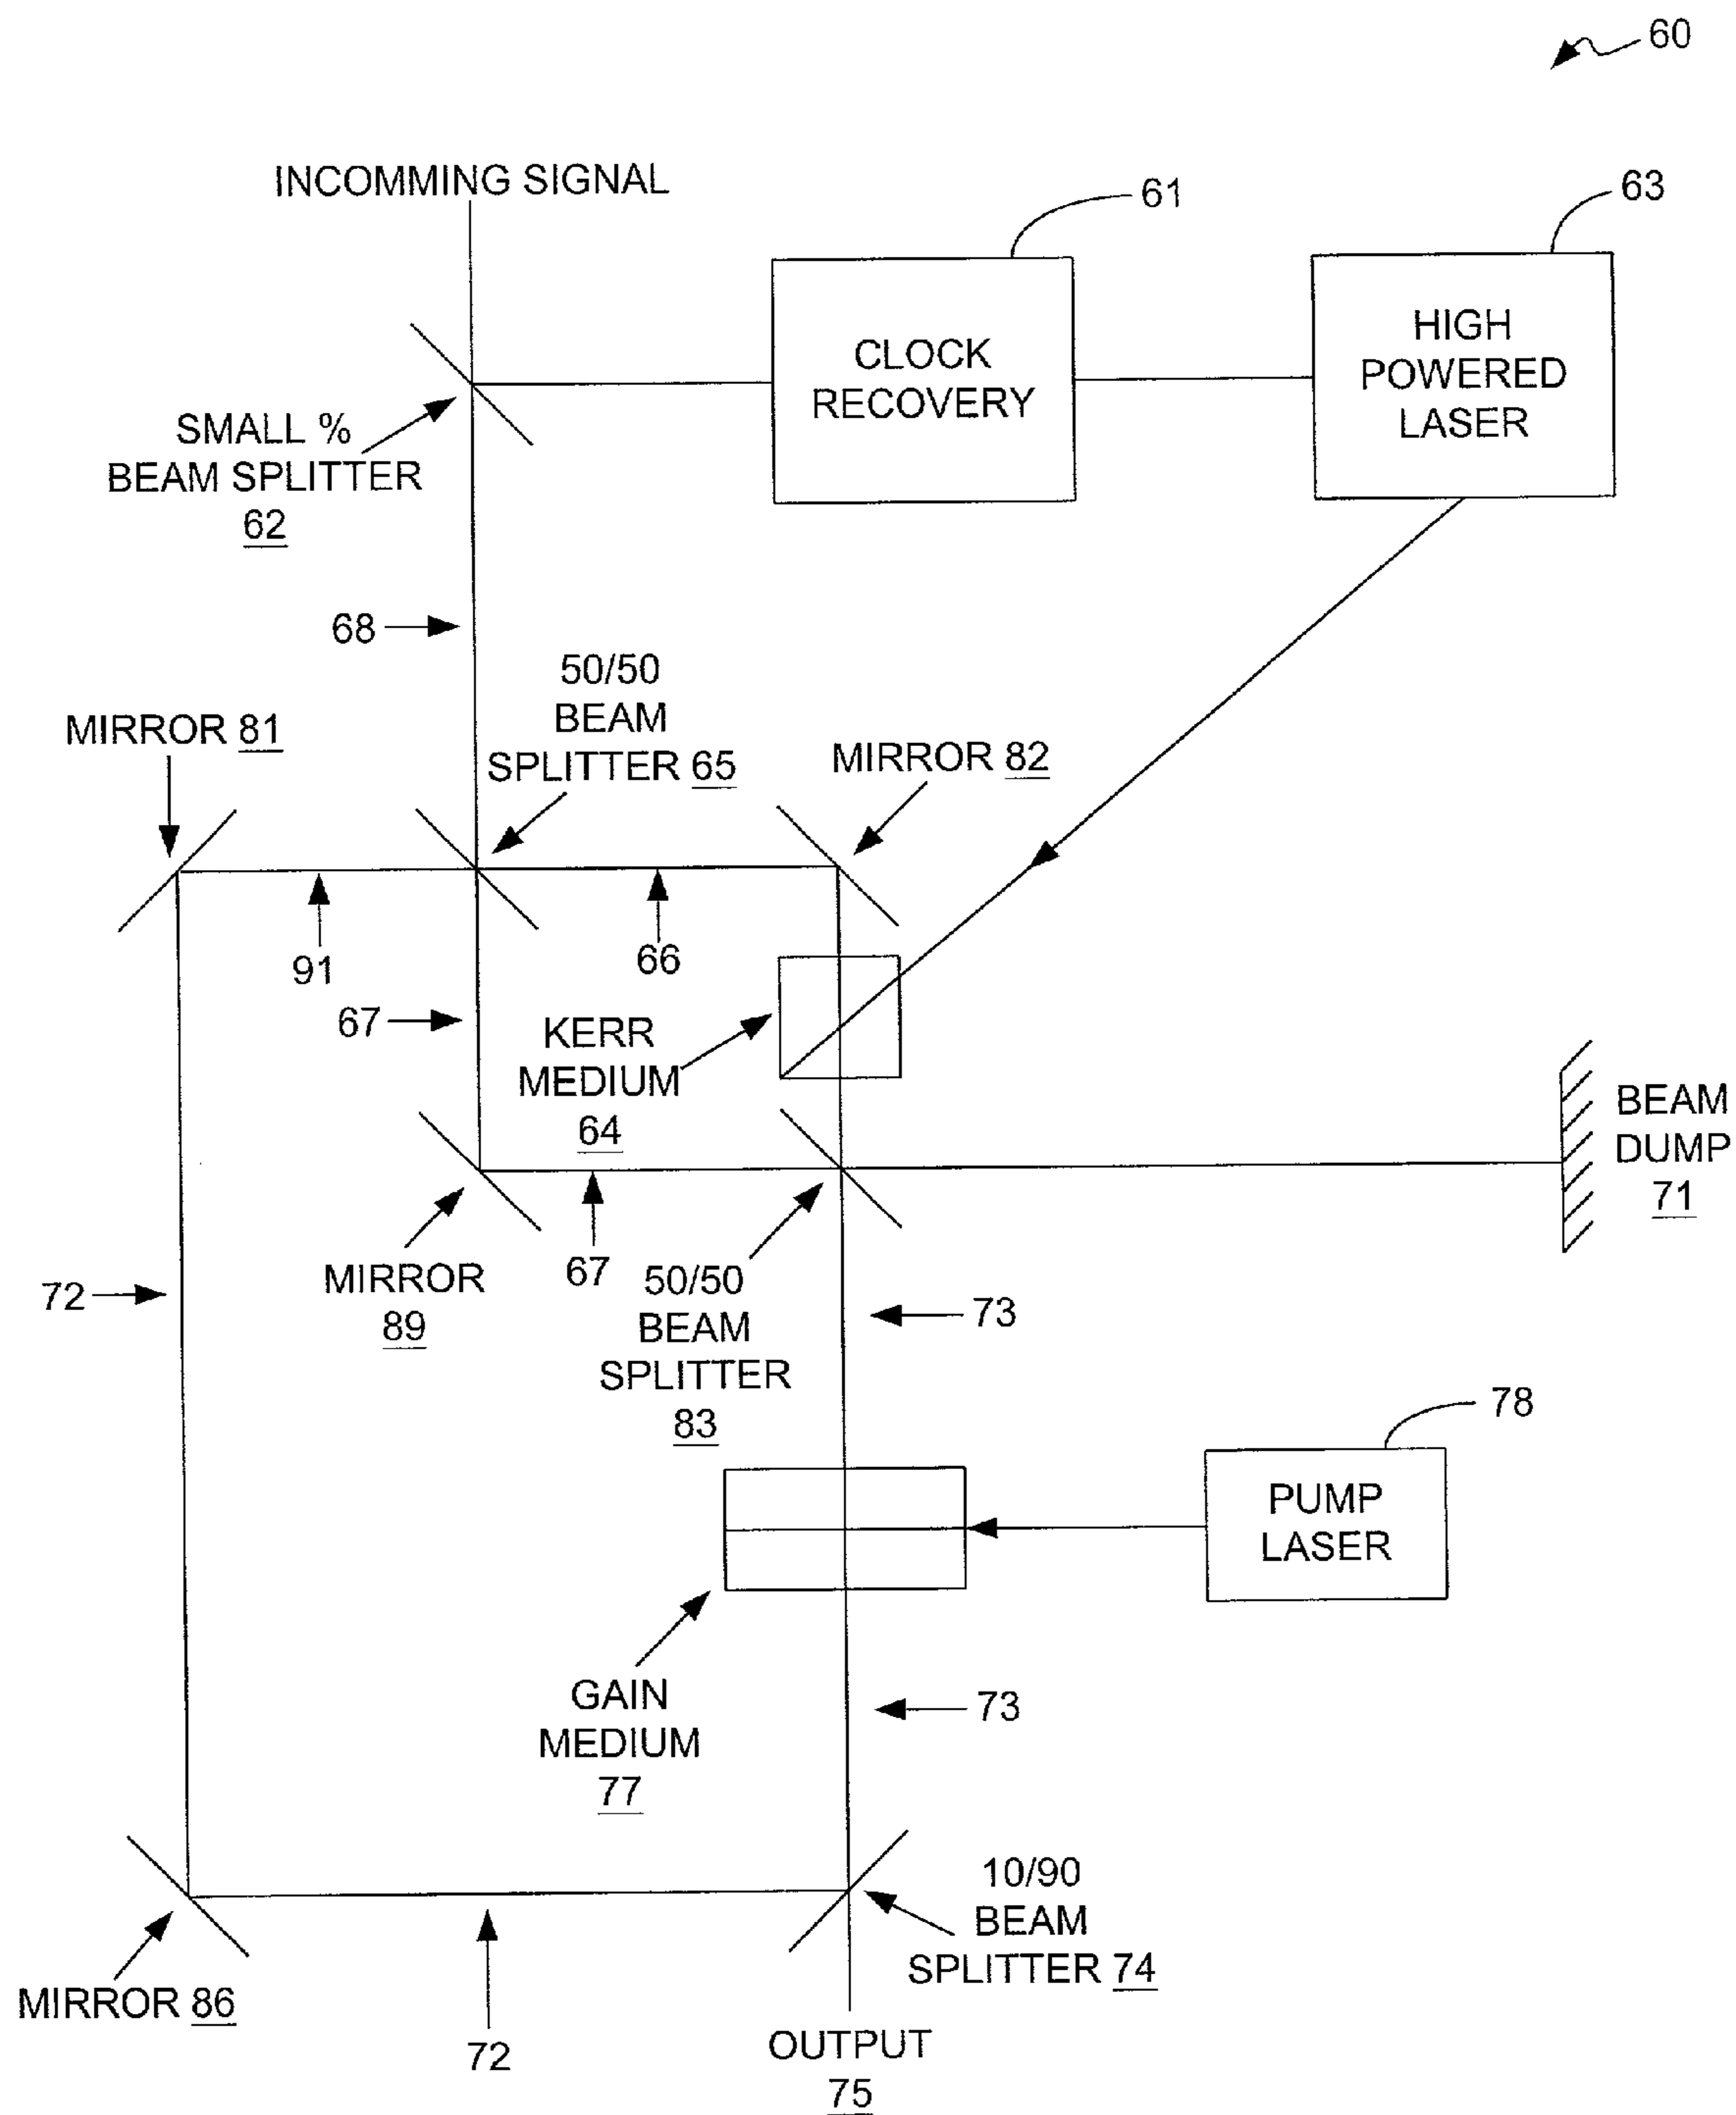 60
INCOMMING SIGNAL
61
63
CLOCK
RECOVERY
HIGH
POWERED
LASER
SMALL %
BEAM SPLITTER
62
68
50/50
BEAM
SPLITTER 65
MIRROR 81
MIRROR 82
91
66
67
KERR
MEDIUM
64
BEAM
DUMP
71
MIRROR
89
67
50/50
BEAM
SPLITTER
83
72
73
78
PUMP
LASER
GAIN
MEDIUM
77
73
10/90
BEAM
SPLITTER 74
MIRROR 86
72
OUTPUT
75